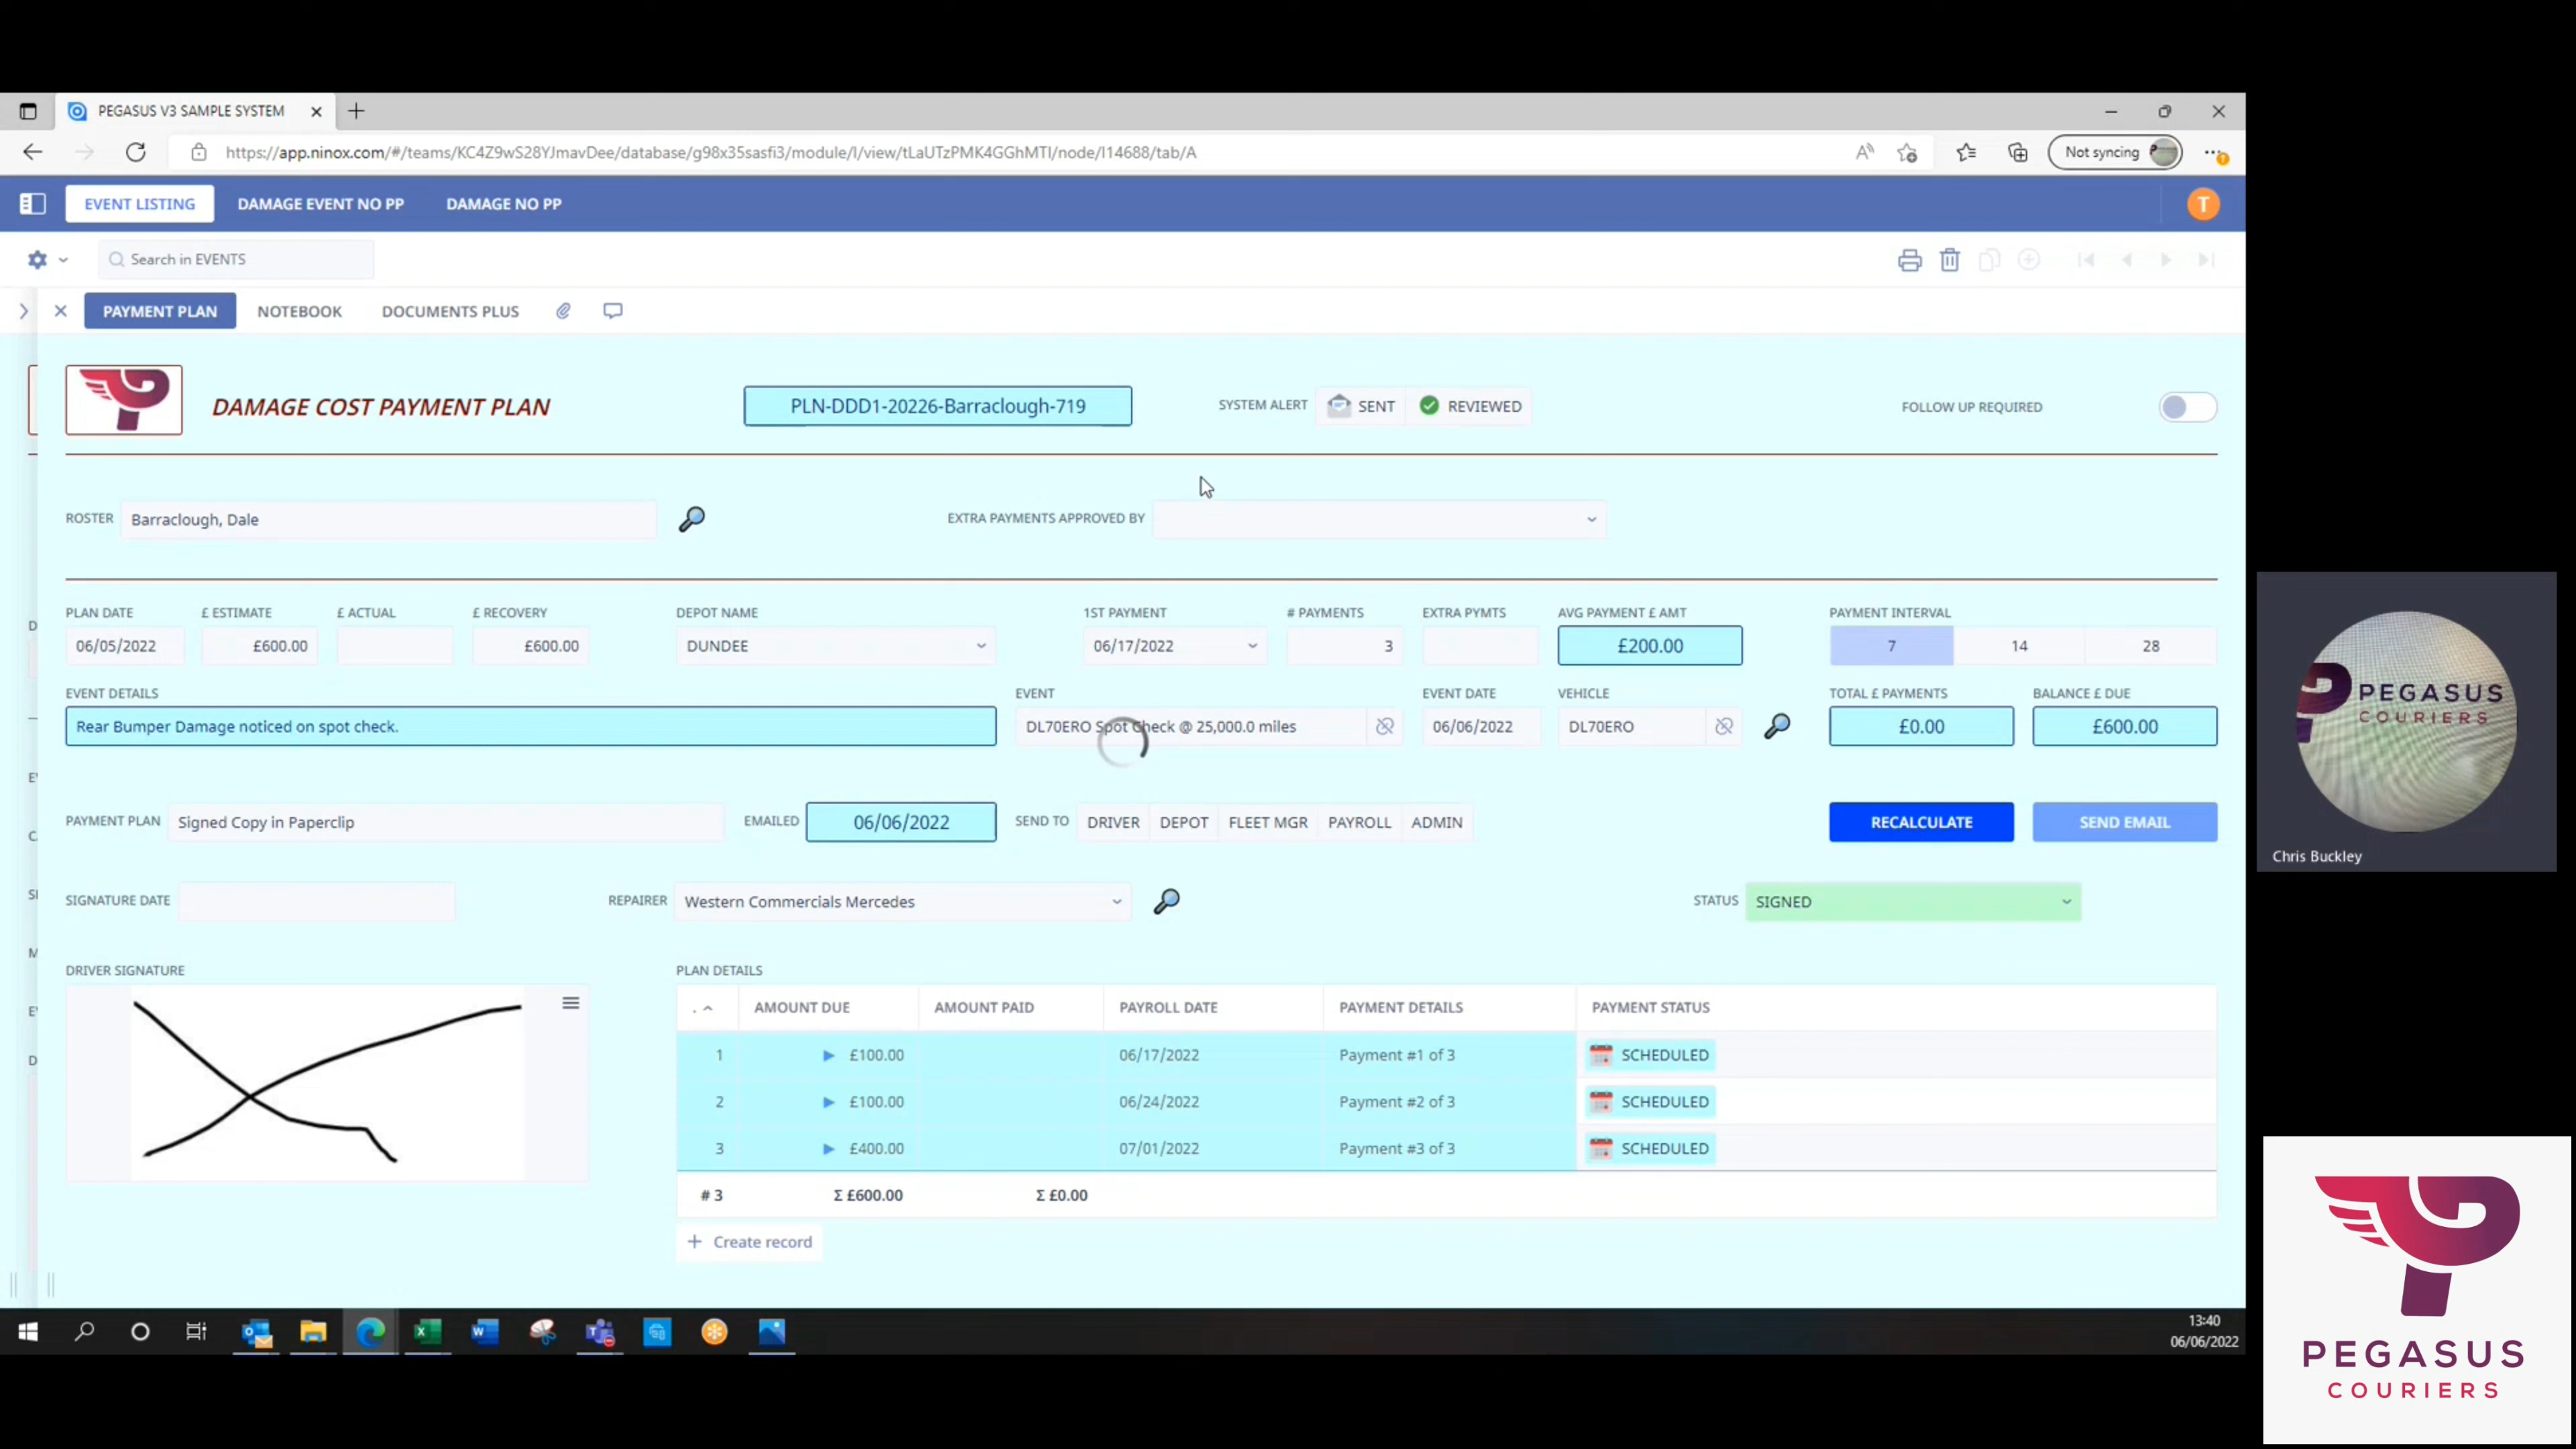 PEGASUS V3 SAMPLE SYSTEM
https://app.ninox.com/#/teams/KC4Z9wS28YJmavDee/database/g98x35sasfi3/module/I/view/tLaUTzPMK4GGhMTI/node/I14688/tab/A
Not syncing
EVENT LISTING DAMAGE EVENT NO PP DAMAGE NO PP
T
Search in EVENTS
PAYMENT PLAN NOTEBOOK DOCUMENTS PLUS
DAMAGE COST PAYMENT PLAN PLN-DDD1-20226-Barraclough-719 SYSTEM ALERT SENT REVIEWED FOLLOW UP REQUIRED
ROSTER Barraclough, Dale EXTRA PAYMENTS APPROVED BY
PLAN DATE £ ESTIMATE £ ACTUAL £ RECOVERY DEPOT NAME 1ST PAYMENT # PAYMENTS EXTRA PYMTS AVG PAYMENT £ AMT PAYMENT INTERVAL
06/05/2022 £600.00 £600.00 DUNDEE 06/17/2022 3 £200.00 7 14 28
EVENT DETAILS EVENT EVENT DATE VEHICLE TOTAL £ PAYMENTS BALANCE £ DUE
Rear Bumper Damage noticed on spot check. DL70ERO Spot Check @ 25,000.0 miles 06/06/2022 DL70ERO £0.00 £600.00
PAYMENT PLAN Signed Copy in Paperclip EMAILED 06/06/2022 SEND TO DRIVER DEPOT FLEET MGR PAYROLL ADMIN RECALCULATE SEND EMAIL
SIGNATURE DATE REPAIRER Western Commercials Mercedes STATUS SIGNED
DRIVER SIGNATURE PLAN DETAILS
. AMOUNT DUE AMOUNT PAID PAYROLL DATE PAYMENT DETAILS PAYMENT STATUS
1 £100.00 06/17/2022 Payment #1 of 3 SCHEDULED
2 £100.00 06/24/2022 Payment #2 of 3 SCHEDULED
3 £400.00 07/01/2022 Payment #3 of 3 SCHEDULED
# 3 Σ £600.00 Σ £0.00
+ Create record
13:40
06/06/2022
PEGASUS
COURIERS
Chris Buckley
PEGASUS
COURIERS